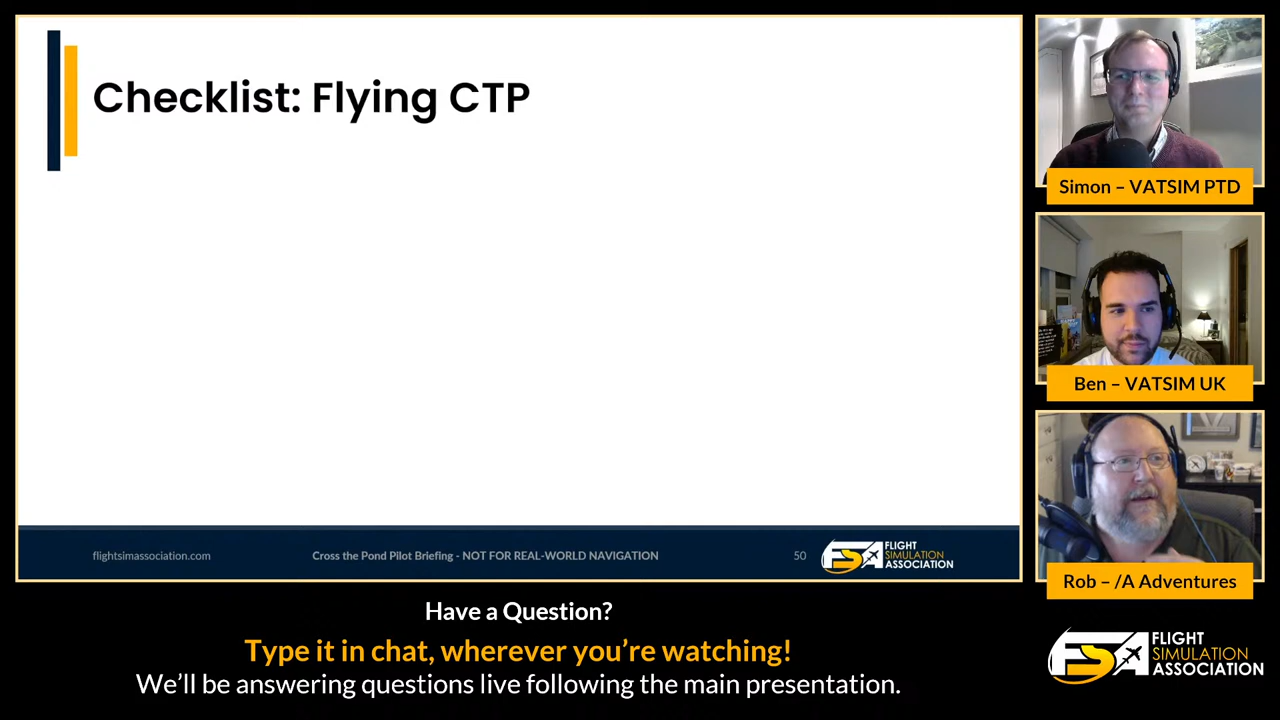 Checklist: Flying CTP
flightsimassociation.com
Cross the Pond Pilot Briefing - NOT FOR REAL-WORLD NAVIGATION
50
FSA FLIGHT
SIMULATION
ASSOCIATION
Simon – VATSIM PTD
Ben – VATSIM UK
Rob – /A Adventures
Have a Question?
Type it in chat, wherever you're watching!
We'll be answering questions live following the main presentation.
FSA FLIGHT
SIMULATION
ASSOCIATION